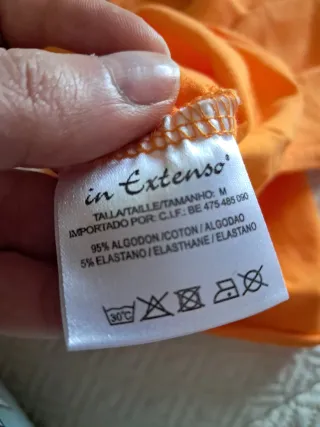 in Extenso®
TALLA/TAILLE/TAMANHO: M
IMPORTADO POR: C.I.F.: BE 475 485 090
95% ALGODON/COTON/ALGODAO
5% ELASTANO/ELASTHANE/ELASTANO
30°C